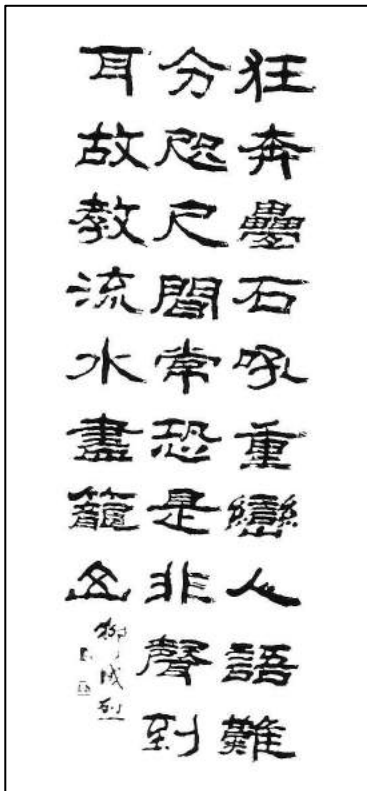 狂奔疊石吼重巒人語難
分咫尺間常恐是非聲到
耳故教流水盡籠山